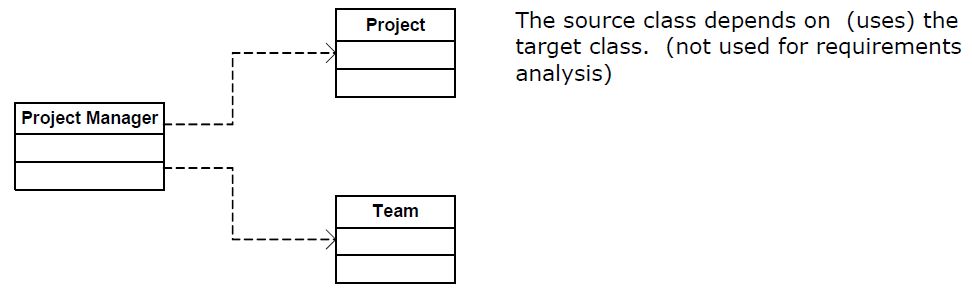 Project
The source class depends on (uses) the
target class. (not used for requirements
analysis)
Project Manager
Team